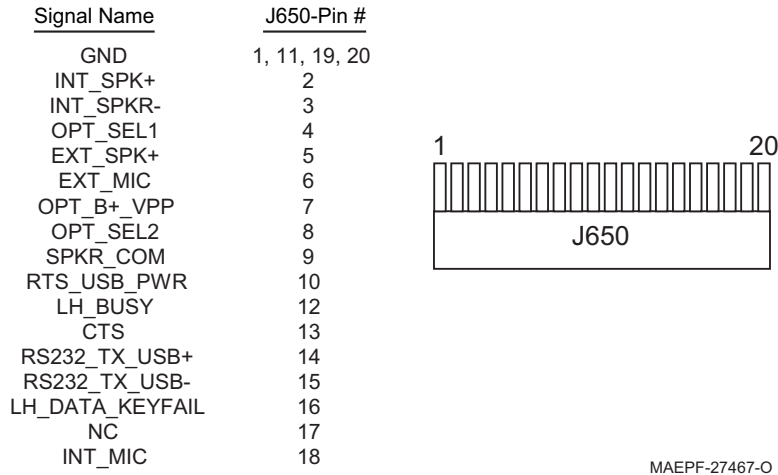 Signal Name J650-Pin #
GND 1, 11, 19, 20
INT_SPK+ 2
INT_SPKR- 3
OPT_SEL1 4
EXT_SPK+ 5
EXT_MIC 6
OPT_B+_VPP 7
OPT_SEL2 8
SPKR_COM 9
RTS_USB_PWR 10
LH_BUSY 12
CTS 13
RS232_TX_USB+ 14
RS232_TX_USB- 15
LH_DATA_KEYFAIL 16
NC 17
INT_MIC 18
1 20
J650
MAEPF-27467-O